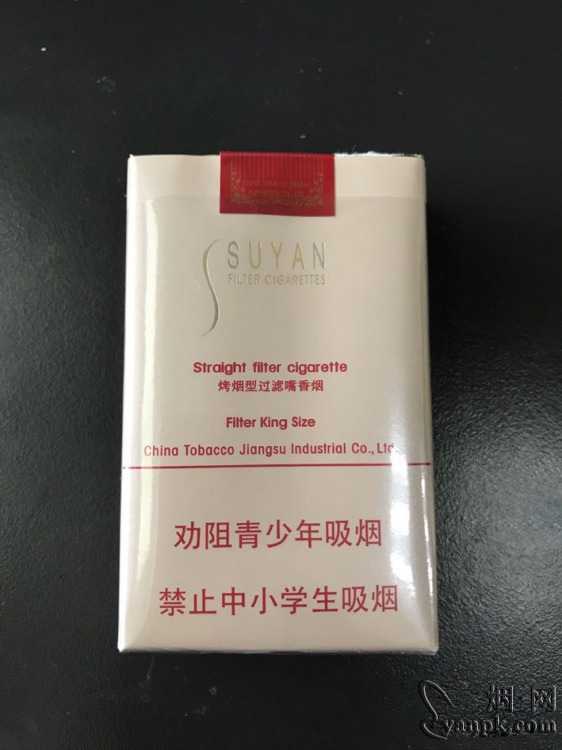 SUYAN
FILTER CIGARETTES
Straight filter cigarette
烤烟型过滤嘴香烟
Filter King Size
China Tobacco Jiangsu Industrial Co., Ltd.
劝阻青少年吸烟
禁止中小学生吸烟
烟·网
yanpk.com